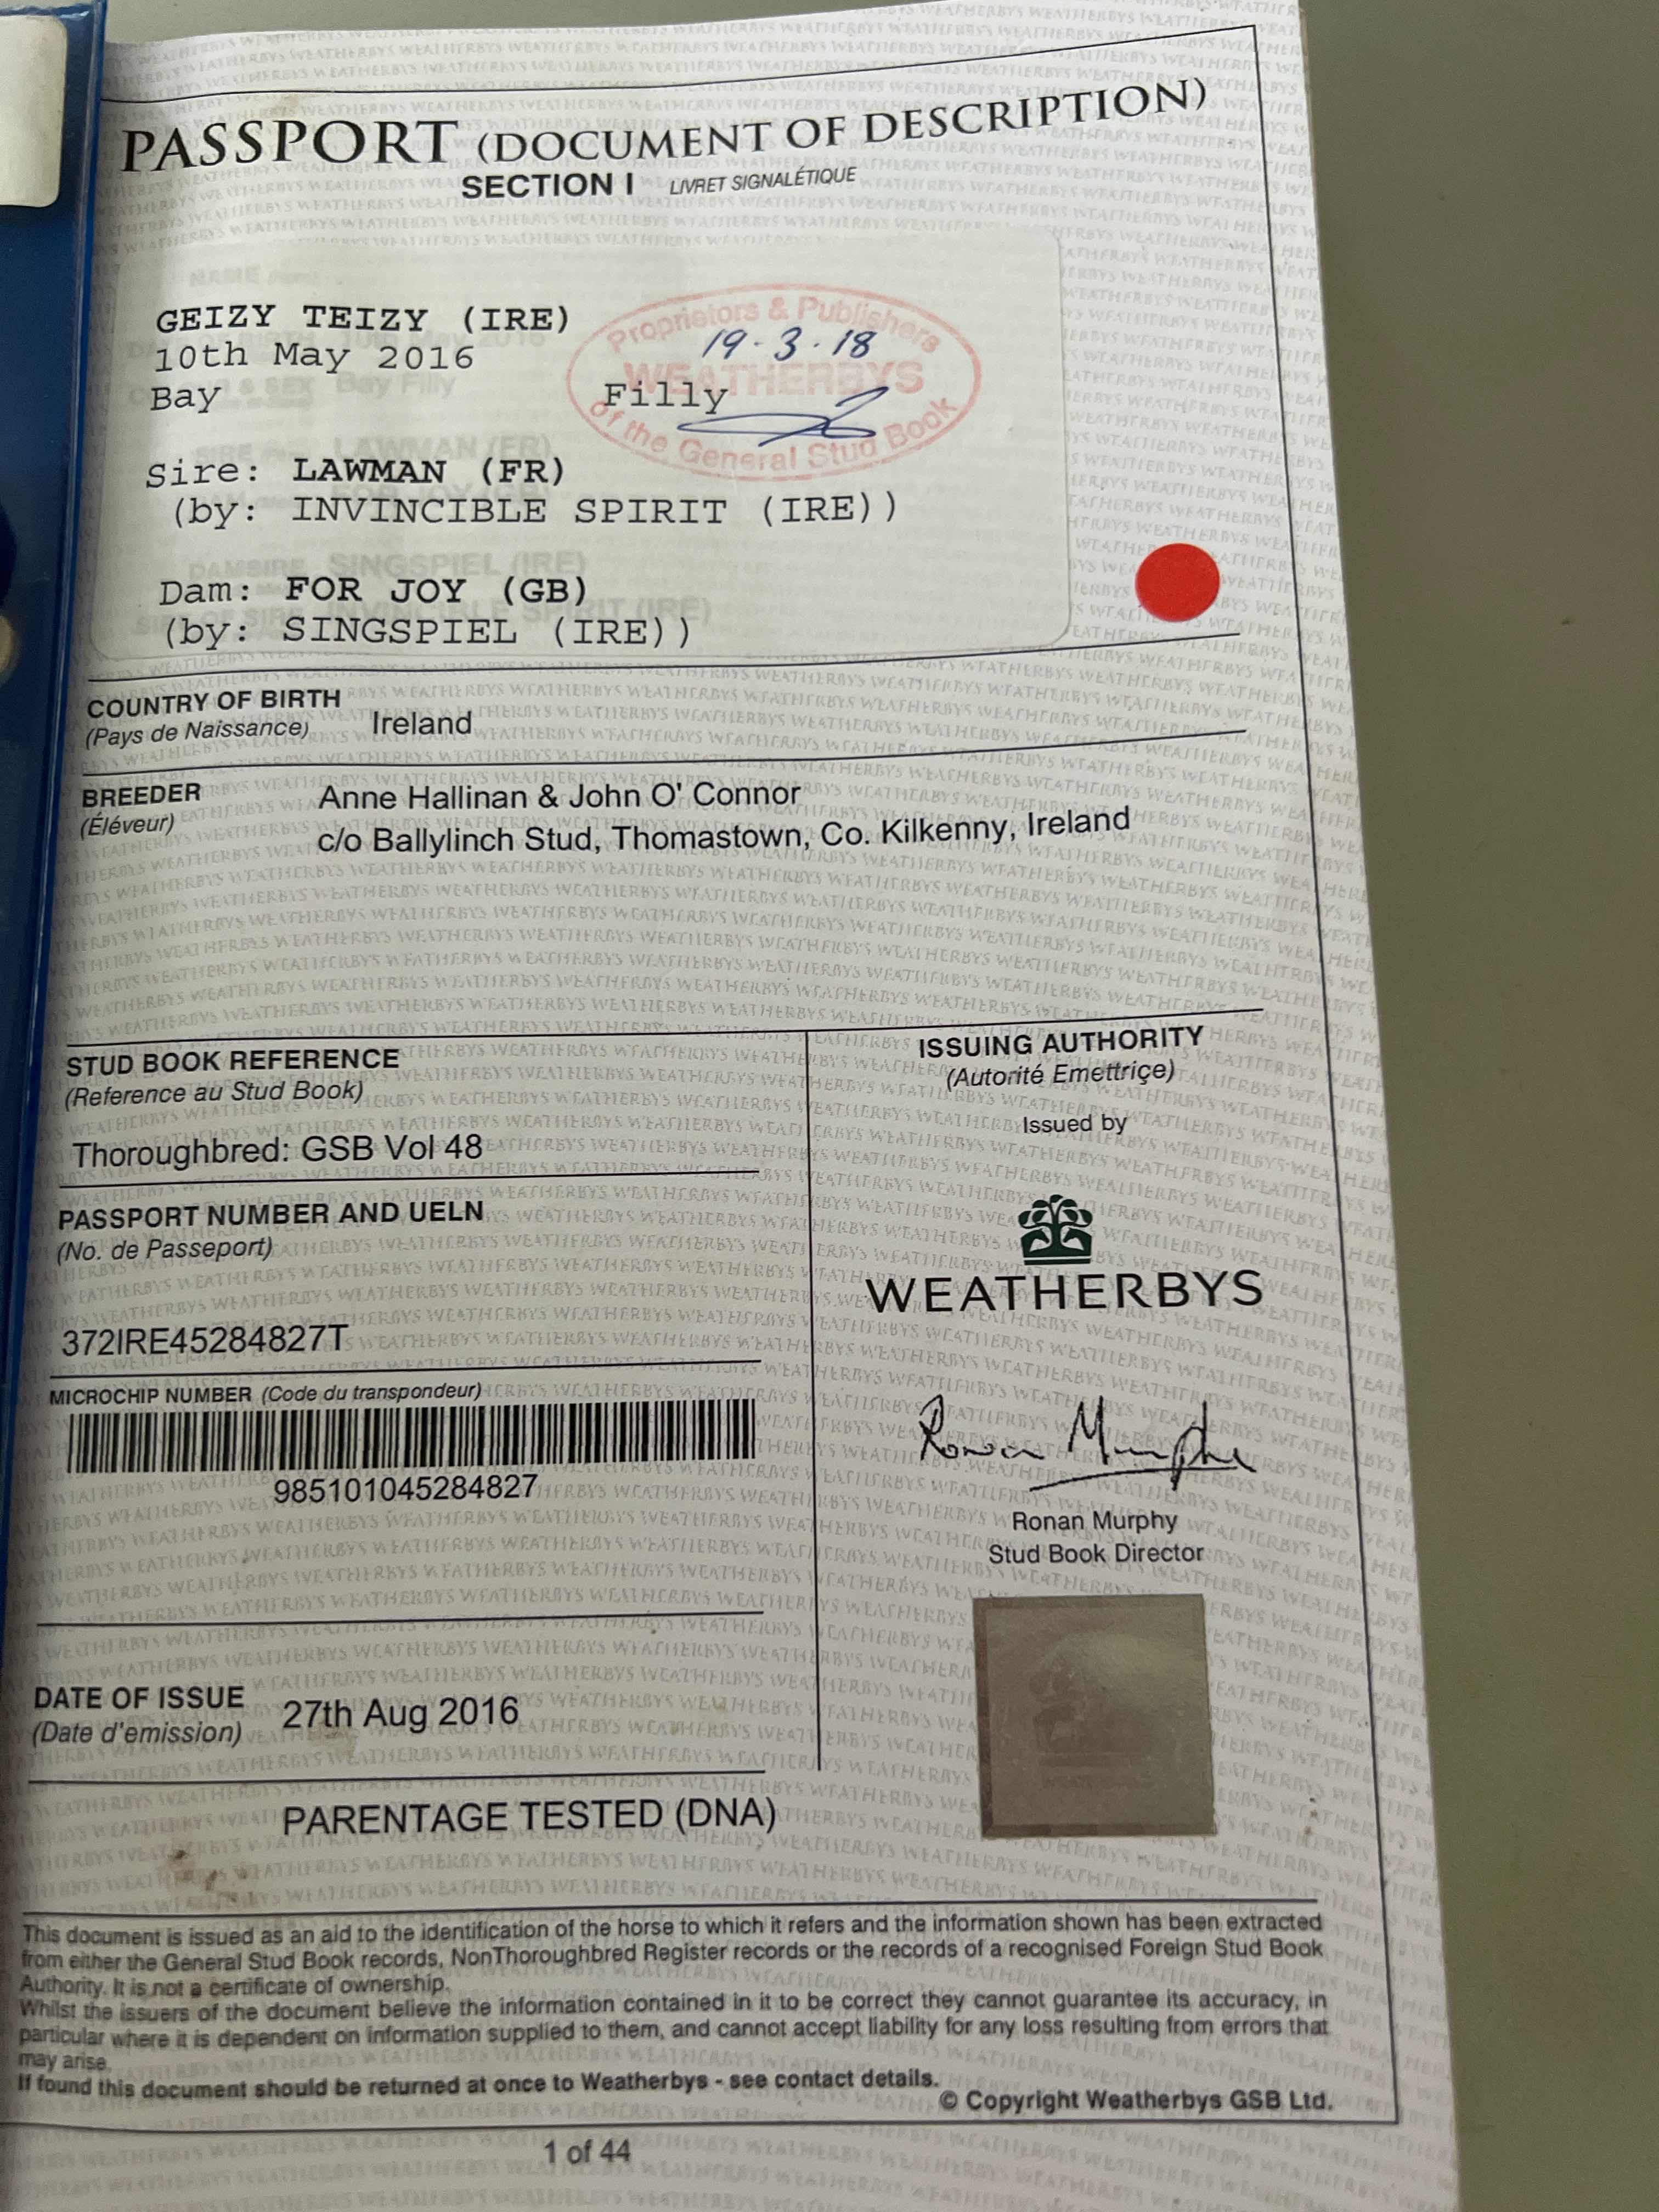 PASSPORT (DOCUMENT OF DESCRIPTION)
SECTION I LIVRET SIGNALÉTIQUE
GEIZY TEIZY (IRE)
10th May 2016
Bay Filly
Proprietors & Publishers
19.3.18
WEATHERBYS
of the General Stud Book
Sire: LAWMAN (FR)
(by: INVINCIBLE SPIRIT (IRE))
Dam: FOR JOY (GB)
(by: SINGSPIEL (IRE))
COUNTRY OF BIRTH
(Pays de Naissance) Ireland
BREEDER Anne Hallinan & John O' Connor
(Éléveur) c/o Ballylinch Stud, Thomastown, Co. Kilkenny, Ireland
STUD BOOK REFERENCE
(Reference au Stud Book)
Thoroughbred: GSB Vol 48
PASSPORT NUMBER AND UELN
(No. de Passeport)
372IRE45284827T
MICROCHIP NUMBER (Code du transpondeur)
985101045284827
DATE OF ISSUE
(Date d'emission) 27th Aug 2016
PARENTAGE TESTED (DNA)
ISSUING AUTHORITY
(Autorité Emettriçe)
Issued by
WEATHERBYS
Ronan Murphy
Ronan Murphy
Stud Book Director
This document is issued as an aid to the identification of the horse to which it refers and the information shown has been extracted
from either the General Stud Book records, NonThoroughbred Register records or the records of a recognised Foreign Stud Book
Authority. It is not a certificate of ownership.
Whilst the issuers of the document believe the information contained in it to be correct they cannot guarantee its accuracy, in
particular where it is dependent on information supplied to them, and cannot accept liability for any loss resulting from errors that
may arise.
If found this document should be returned at once to Weatherbys - see contact details.
© Copyright Weatherbys GSB Ltd.
1 of 44